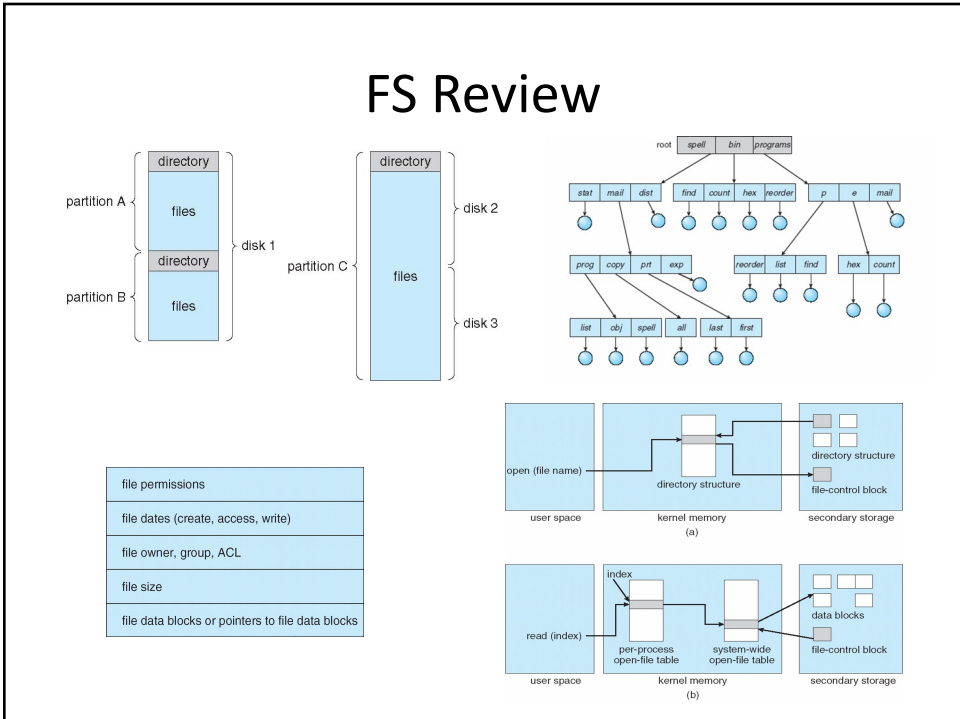 FS Review
directory
partition A
files
disk 1
directory
partition B
files
directory
disk 2
partition C
files
disk 3
root spell bin programs
stat mail dist find count hex reorder p e mail
prog copy prt exp reorder list find hex count
list obj spell all last first
file permissions
file dates (create, access, write)
file owner, group, ACL
file size
file data blocks or pointers to file data blocks
directory structure
open (file name)
directory structure
file-control block
user space kernel memory secondary storage
(a)
index
data blocks
read (index)
per-process system-wide file-control block
open-file table open-file table
user space kernel memory secondary storage
(b)